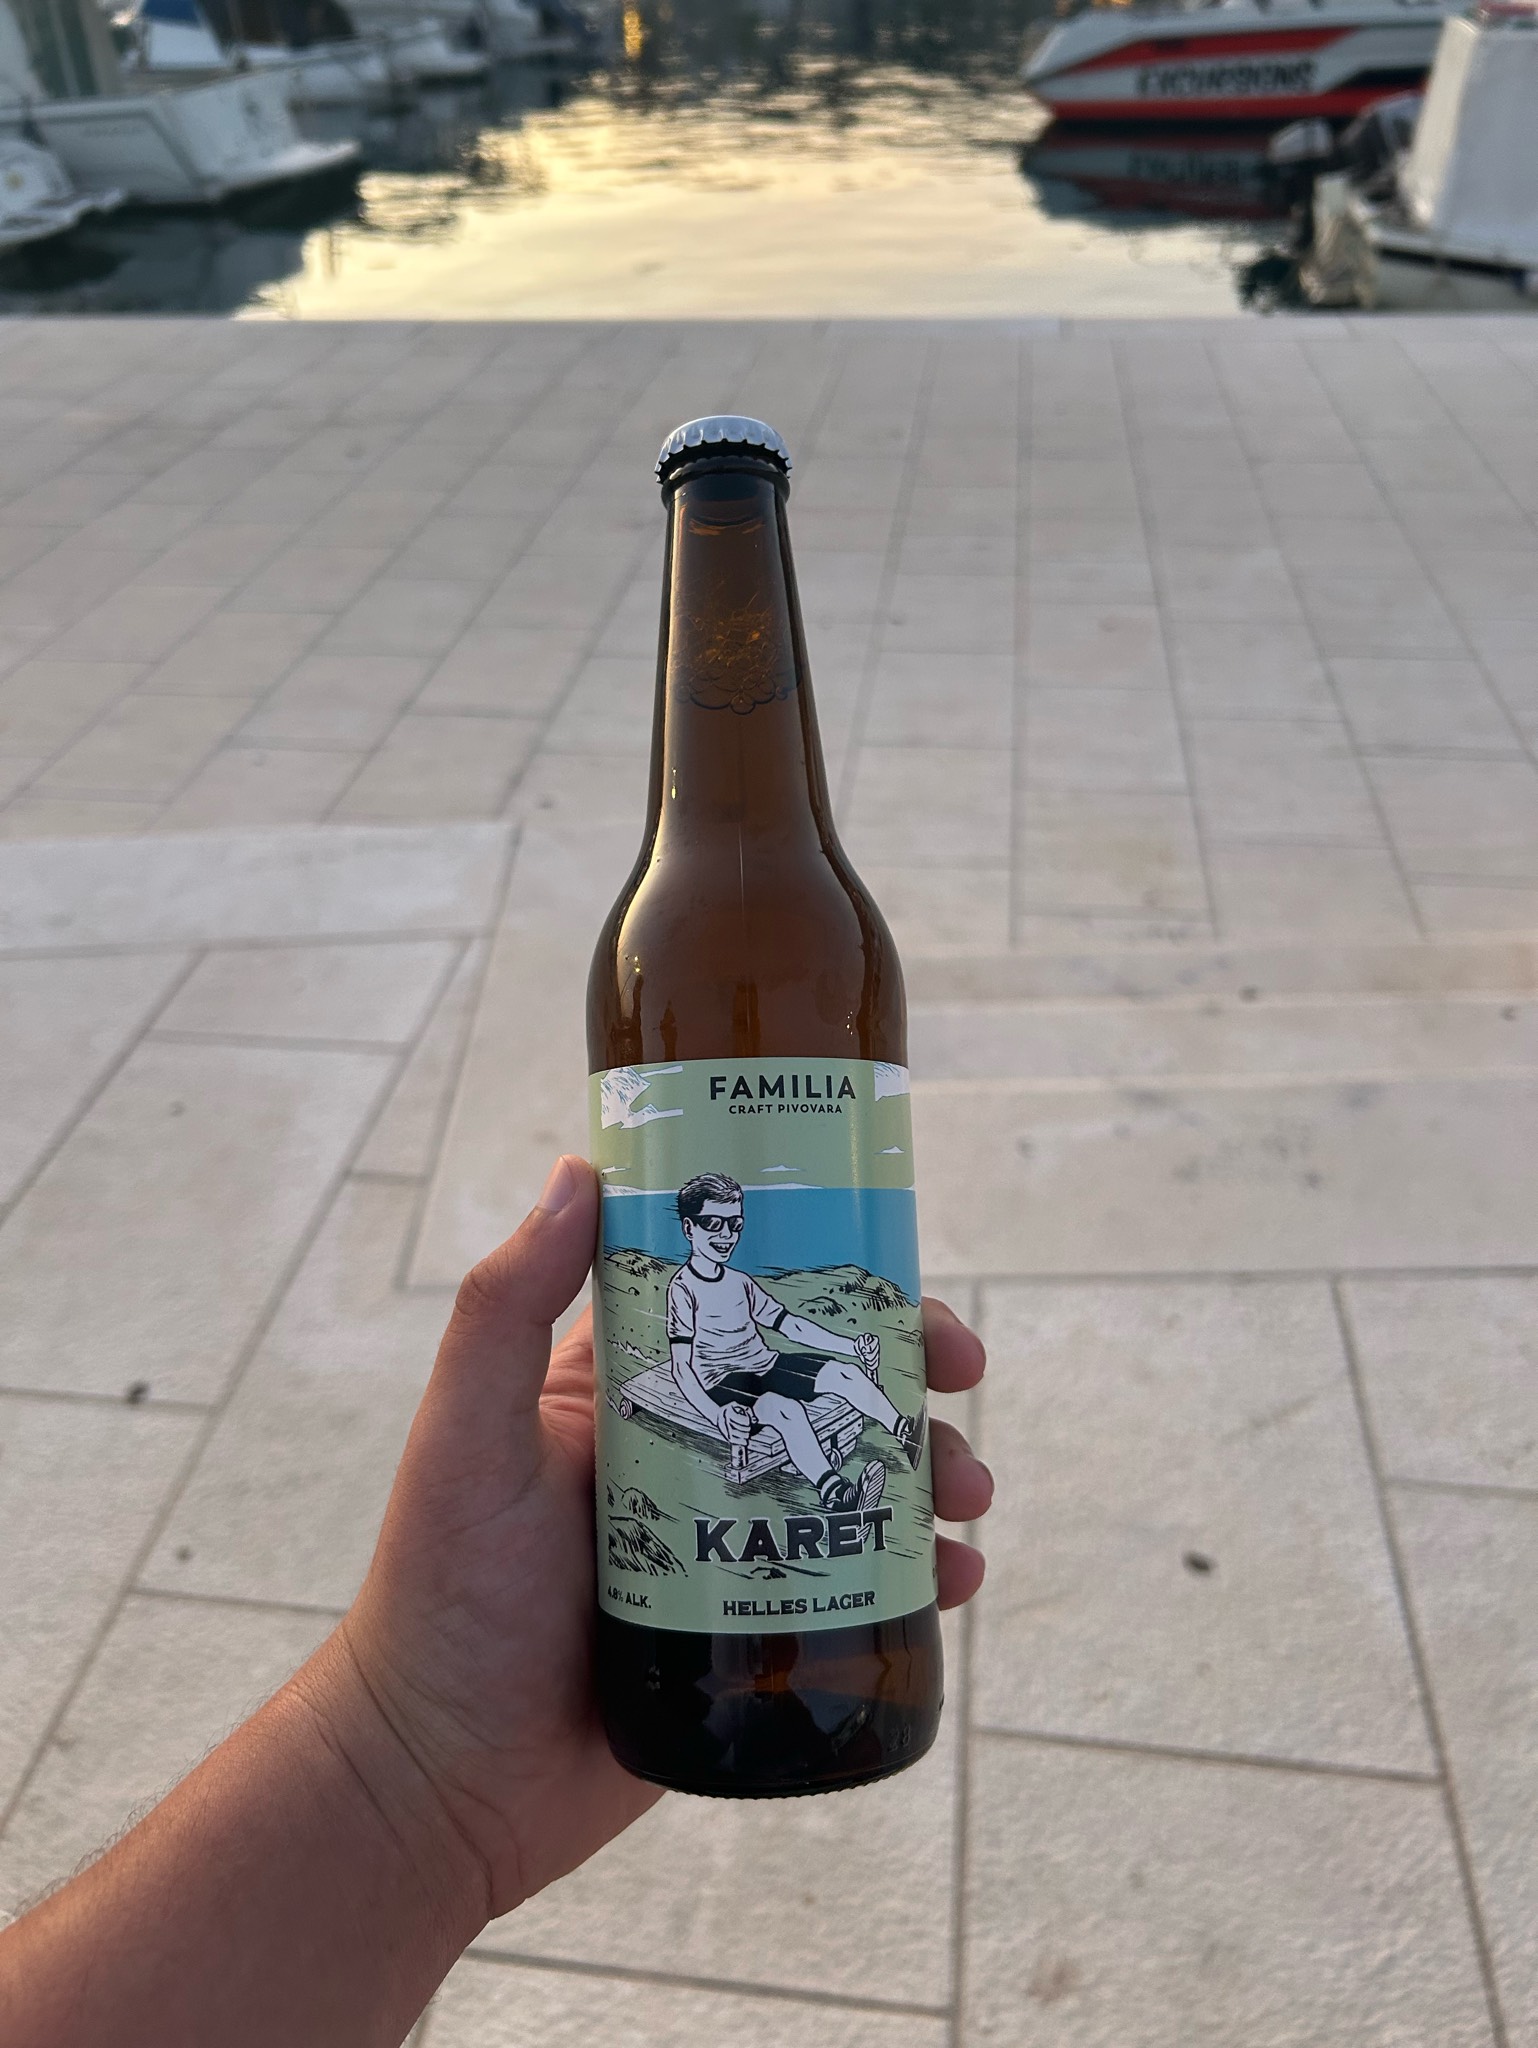 EXCURSIONS
FAMILIA
CRAFT PIVOVARA
KARET
4.8% ALK.
HELLES LAGER